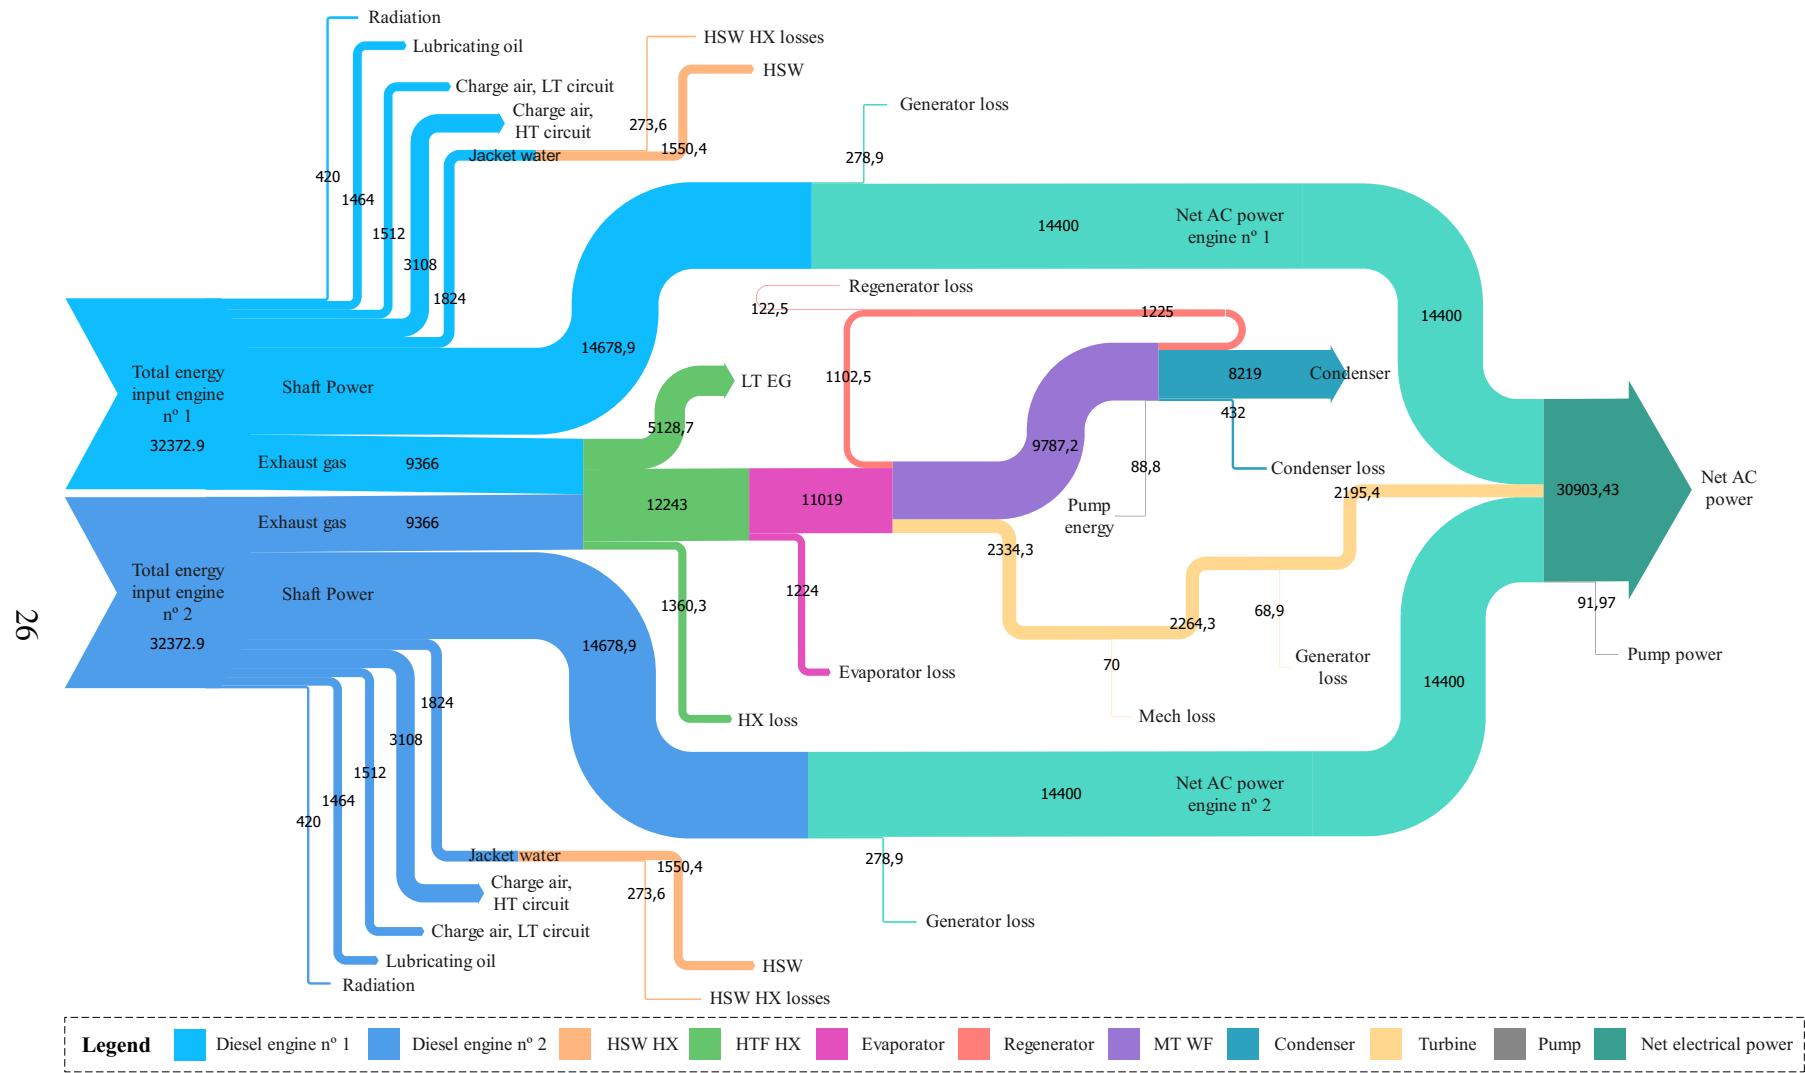 Radiation
Lubricating oil
HSW HX losses
HSW
Charge air, LT circuit
Charge air,
HT circuit
Generator loss
273,6
1550,4
Jacket water
278,9
420
1464
1512
3108
1824
14400
Net AC power
engine nº 1
Regenerator loss
122,5
1225
14400
14678,9
Total energy
input engine
nº 1
32372.9
Shaft Power
LT EG
1102,5
8219
Condenser
432
5128,7
9787,2
88,8
Condenser loss
Exhaust gas
9366
12243
11019
Pump
energy
2195,4
30903,43
Net AC
power
Exhaust gas
9366
2334,3
Total energy
input engine
nº 2
32372.9
Shaft Power
1360,3
1224
2264,3
68,9
91,97
26
14678,9
Evaporator loss
70
Generator
loss
Pump power
14400
HX loss
Mech loss
1824
3108
1512
1464
420
14400
Net AC power
engine nº 2
Jacket water
1550,4
273,6
278,9
Charge air,
HT circuit
Charge air, LT circuit
Generator loss
Lubricating oil
HSW
Radiation
HSW HX losses
Legend Diesel engine nº 1 Diesel engine nº 2 HSW HX HTF HX Evaporator Regenerator MT WF Condenser Turbine Pump Net electrical power